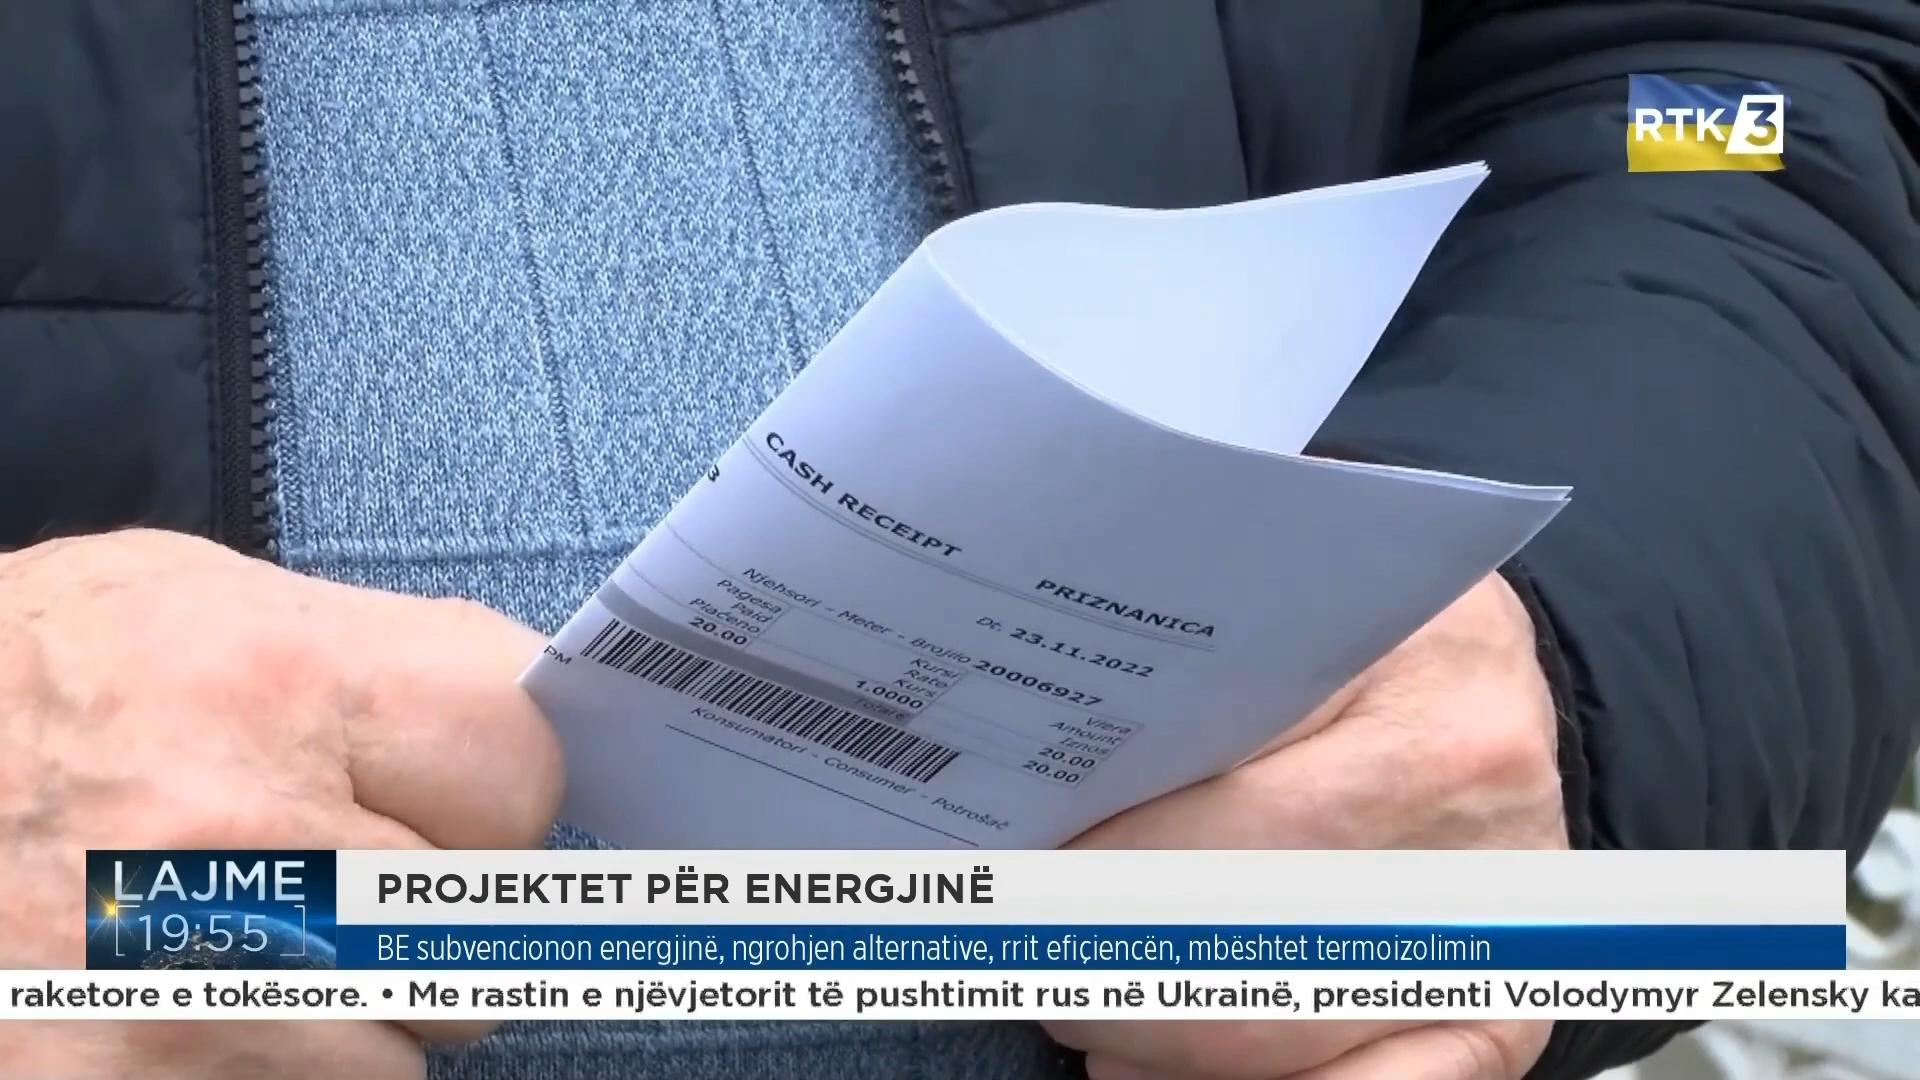 RTK 3
CASH RECEIPT
PRIZNANICA
Dt. 23.11.2022
Njehsori - Meter - Brojilo 20006927
Pagesa
Paid
Plaćeno
20.00
Kursi
Rate
Kurs
1.0000
Vlera
Amount
Iznos
20.00
20.00
PM
Konsumatori - Consumer - Potrošač
LAJME
19:55
PROJEKTET PËR ENERGJINË
BE subvencionon energjinë, ngrohjen alternative, rrit efiçiencën, mbështet termoizolimin
raketore e tokësore. • Me rastin e njëvjetorit të pushtimit rus në Ukrainë, presidenti Volodymyr Zelensky ka